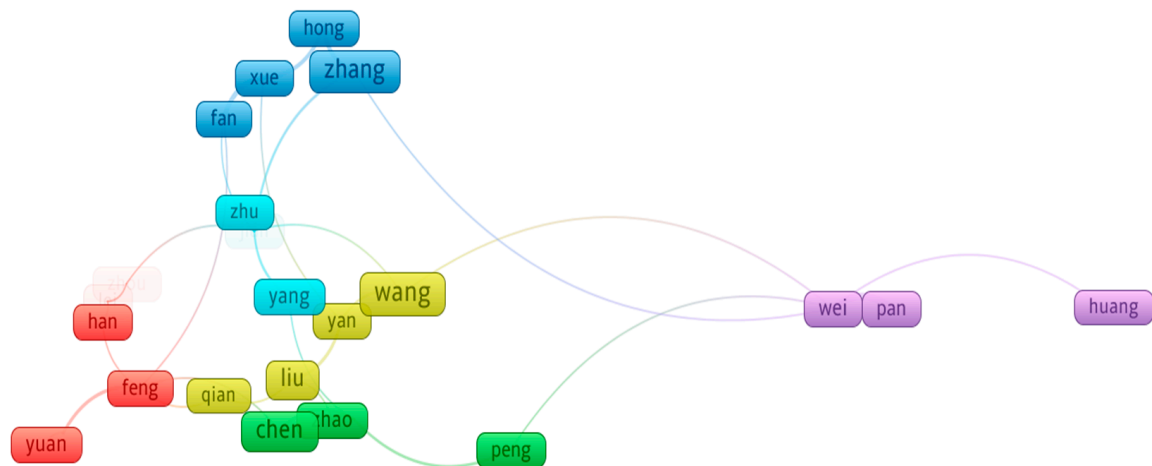 hong
zhang
xue
fan
zhu
wang
yang
yan
han
wei
pan
huang
liu
feng
qian
zhao
chen
yuan
peng